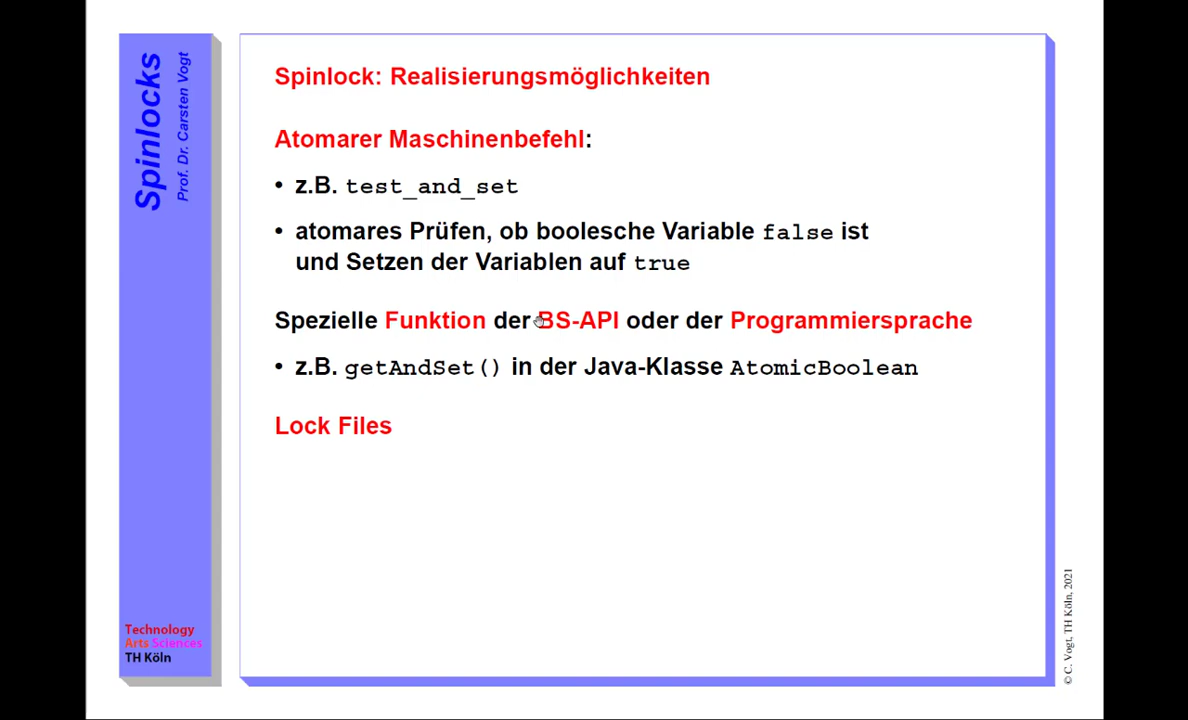 Spinlocks
Prof. Dr. Carsten Vogt
Spinlock: Realisierungsmöglichkeiten
Atomarer Maschinenbefehl:
• z.B. test_and_set
• atomares Prüfen, ob boolesche Variable false ist
und Setzen der Variablen auf true
Spezielle Funktion der BS-API oder der Programmiersprache
• z.B. getAndSet() in der Java-Klasse AtomicBoolean
Lock Files
Technology
Arts Sciences
TH Köln
© C. Vogt, TH Köln, 2021